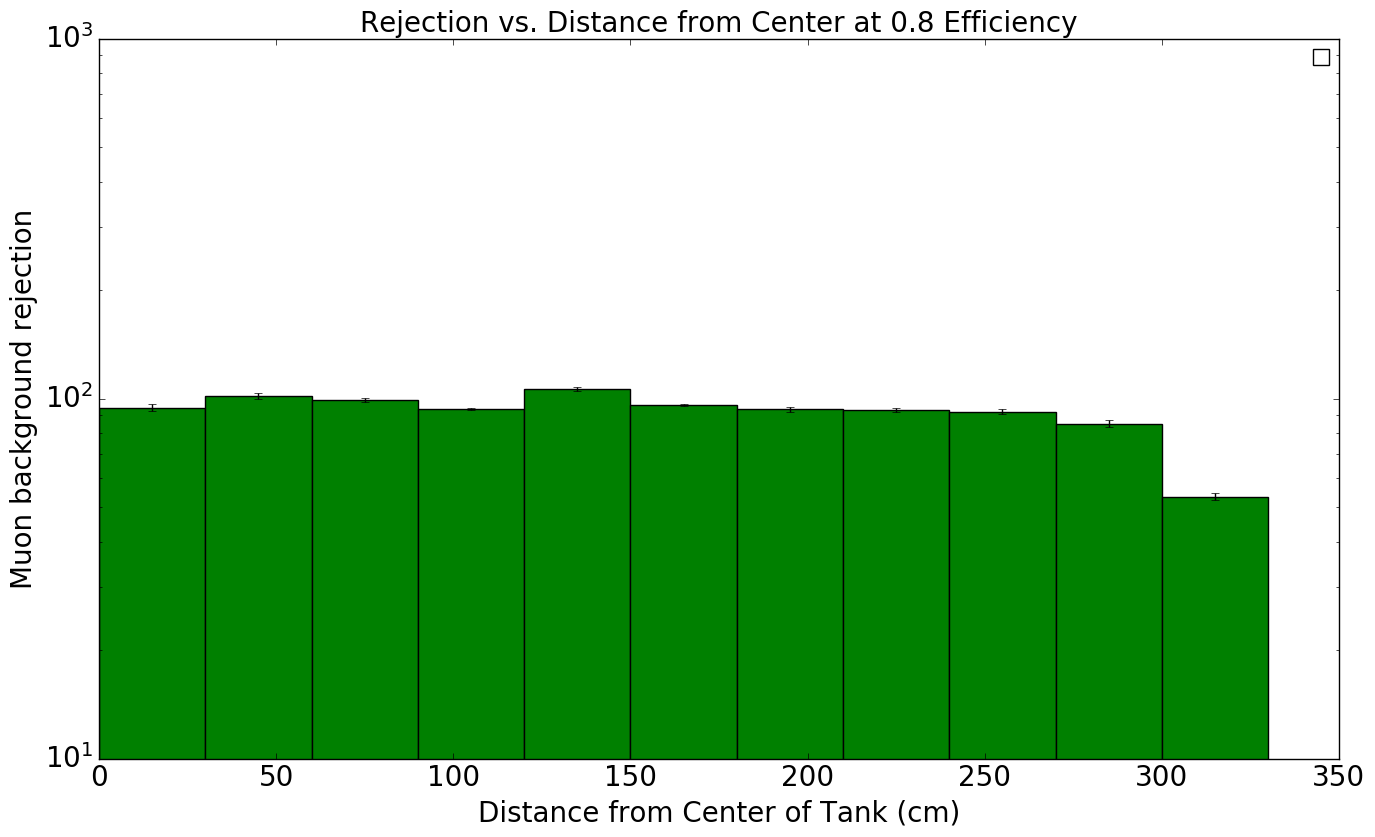 Rejection vs. Distance from Center at 0.8 Efficiency
10³
10²
10¹
Muon background rejection
0 50 100 150 200 250 300 350
Distance from Center of Tank (cm)